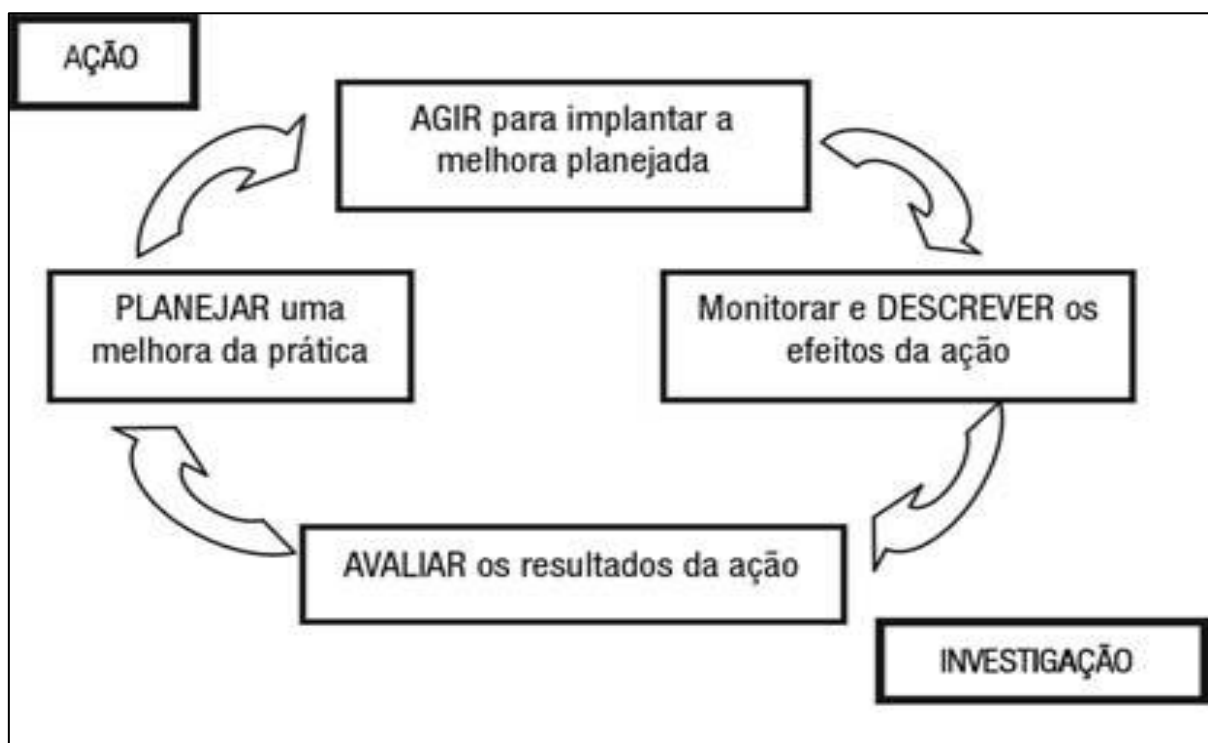 AÇÃO
AGIR para implantar a
melhora planejada
PLANEJAR uma
melhora da prática
Monitorar e DESCREVER os
efeitos da ação
AVALIAR os resultados da ação
INVESTIGAÇÃO